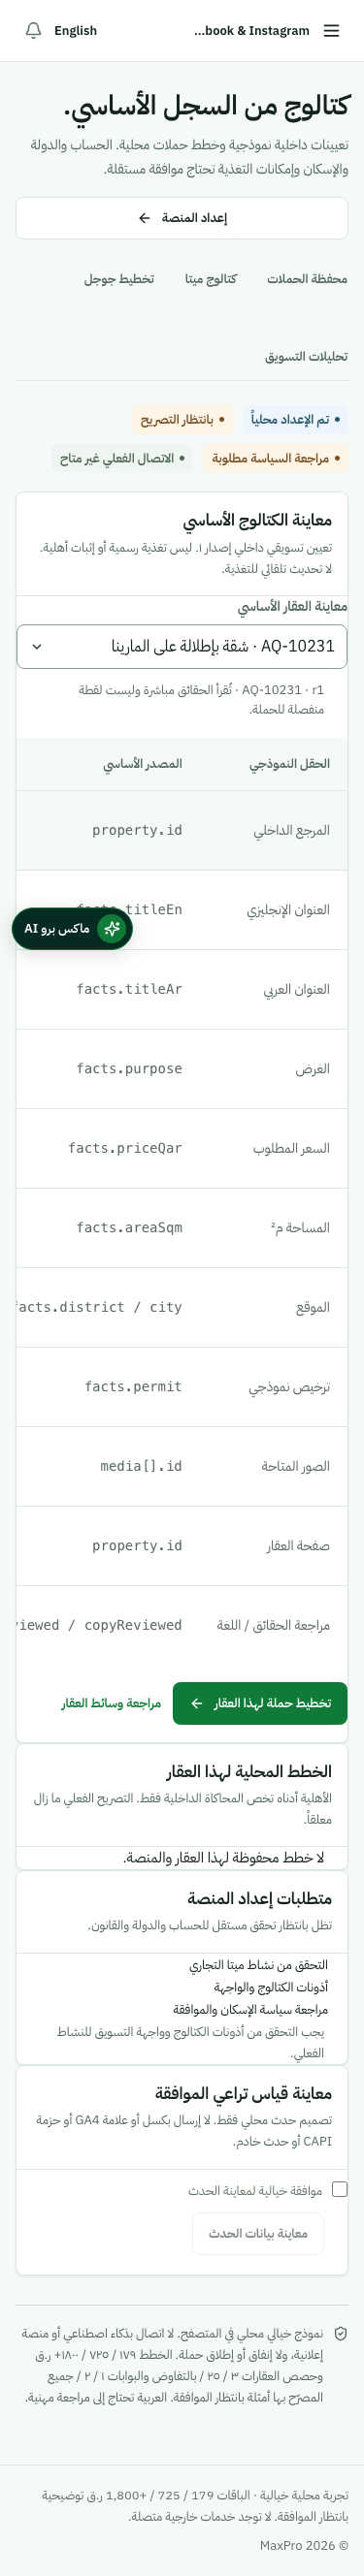 book & Instagram...
English
كتالوج من السجل الأساسي.
تعيينات داخلية نموذجية وخطط حملات محلية. الحساب والدولة
والإسكان وإمكانات التغذية تحتاج موافقة مستقلة.
إعداد المنصة
محفظة الحملات
كتالوج ميتا
تخطيط جوجل
تحليلات التسويق
تم الإعداد محلياً
بانتظار التصريح
مراجعة السياسة مطلوبة
الاتصال الفعلي غير متاح
معاينة الكتالوج الأساسي
تعيين تسويقي داخلي إصدار ١. ليس تغذية رسمية أو إثبات أهلية.
لا تحديث تلقائي للتغذية.
معاينة العقار الأساسي
AQ-10231 · شقة بإطلالة على المارينا
AQ-10231 · r1 · تُقرأ الحقائق مباشرة وليست لقطة
منفصلة للحملة.
الحقل النموذجي
المصدر الأساسي
المرجع الداخلي
property.id
العنوان الإنجليزي
titleEn
ماكس برو AI
العنوان العربي
facts.titleAr
الغرض
facts.purpose
السعر المطلوب
facts.priceQar
المساحة م²
facts.areaSqm
الموقع
facts.district / city
ترخيص نموذجي
facts.permit
الصور المتاحة
media[].id
صفحة العقار
property.id
مراجعة الحقائق / اللغة
viewed / copyReviewed
تخطيط حملة لهذا العقار
مراجعة وسائط العقار
الخطط المحلية لهذا العقار
الأهلية أدناه تخص المحاكاة الداخلية فقط. التصريح الفعلي ما زال
معلقاً.
لا خطط محفوظة لهذا العقار والمنصة.
متطلبات إعداد المنصة
تظل بانتظار تحقق مستقل للحساب والدولة والقانون.
التحقق من نشاط ميتا التجاري
أذونات الكتالوج والواجهة
مراجعة سياسة الإسكان والموافقة
يجب التحقق من أذونات الكتالوج وواجهة التسويق للنشاط
الفعلي.
معاينة قياس تراعي الموافقة
تصميم حدث محلي فقط. لا إرسال بكسل أو علامة GA4 أو حزمة
CAPI أو حدث خادم.
موافقة خيالية لمعاينة الحدث
معاينة بيانات الحدث
نموذج خيالي محلي في المتصفح. لا اتصال بذكاء اصطناعي أو منصة
إعلانية، ولا إنفاق أو إطلاق حملة. الخطط ١٧٩ / ٧٢٥ / ١٨٠٠+ ر.ق
وحصص العقارات ٣ / ٢٥ / بالتفاوض والبوابات ١ / ٢ / جميع
المصرّح بها أمثلة بانتظار الموافقة. العربية تحتاج إلى مراجعة مهنية.
تجربة محلية خيالية · الباقات 179 / 725 / +1,800 ر.ق توضيحية
بانتظار الموافقة. لا توجد خدمات خارجية متصلة.
© 2026 MaxPro